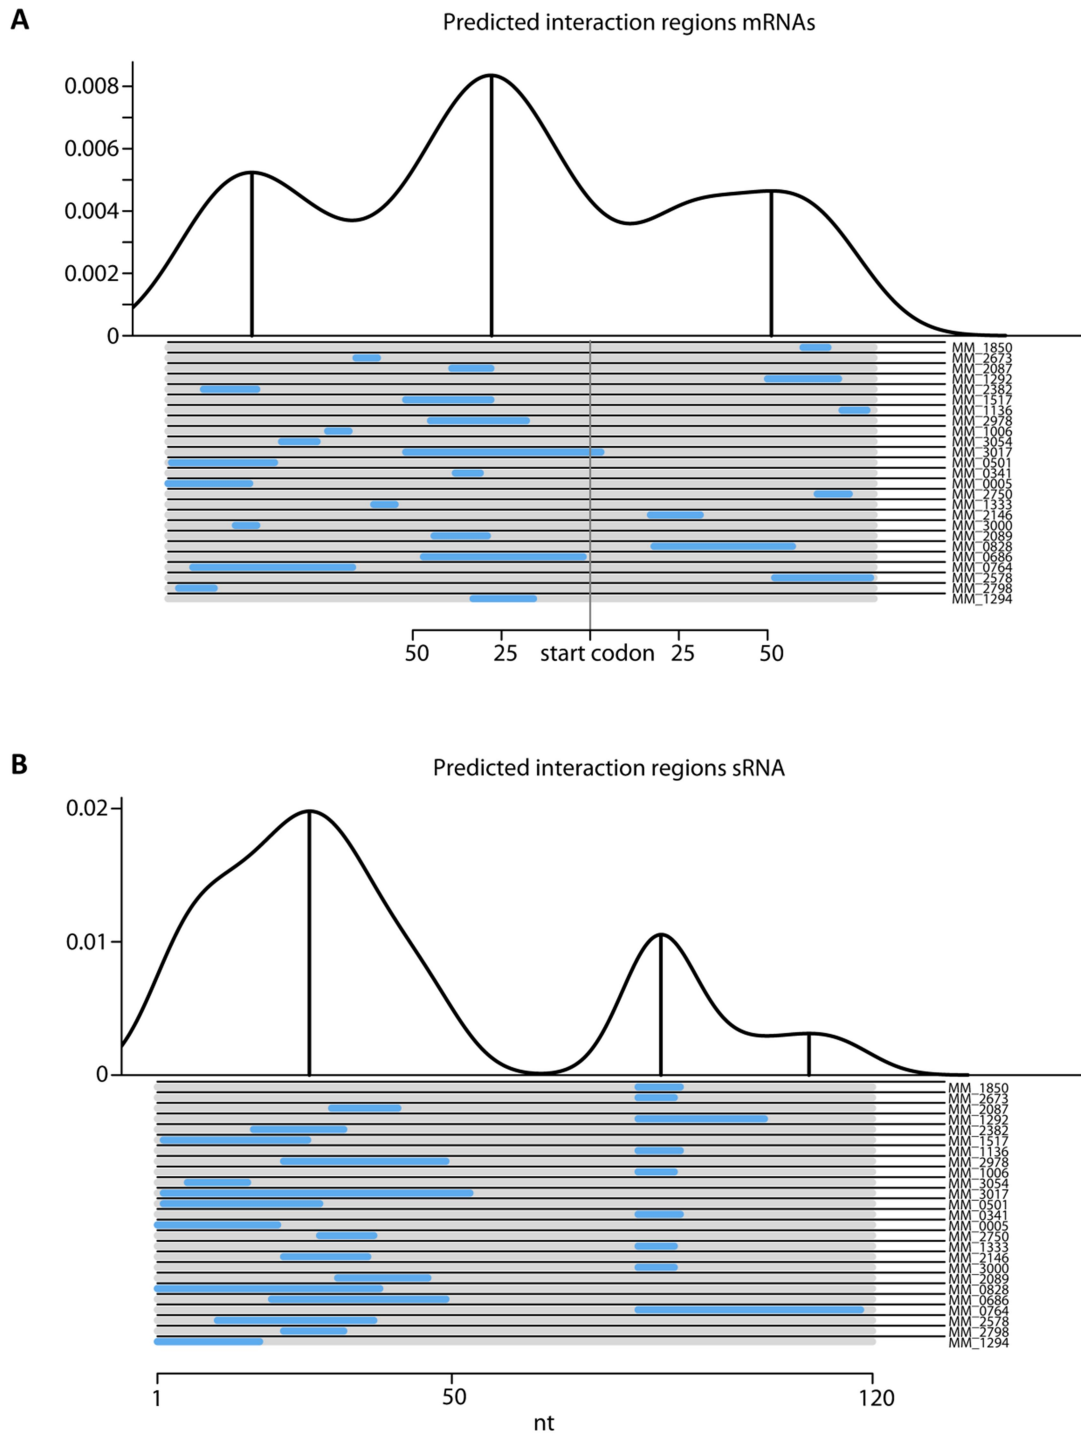 A
Predicted interaction regions mRNAs
0.008
0.006
0.004
0.002
0
MM_1850
MM_2673
MM_2087
MM_1292
MM_2382
MM_1517
MM_1136
MM_2978
MM_1006
MM_3054
MM_3017
MM_0501
MM_0341
MM_0005
MM_2750
MM_1333
MM_2146
MM_3000
MM_2089
MM_0828
MM_0686
MM_0764
MM_2578
MM_2798
MM_1294
50 25 start codon 25 50
B
Predicted interaction regions sRNA
0.02
0.01
0
MM_1850
MM_2673
MM_2087
MM_1292
MM_2382
MM_1517
MM_1136
MM_2978
MM_1006
MM_3054
MM_3017
MM_0501
MM_0341
MM_0005
MM_2750
MM_1333
MM_2146
MM_3000
MM_2089
MM_0828
MM_0686
MM_0764
MM_2578
MM_2798
MM_1294
1 50 120
nt